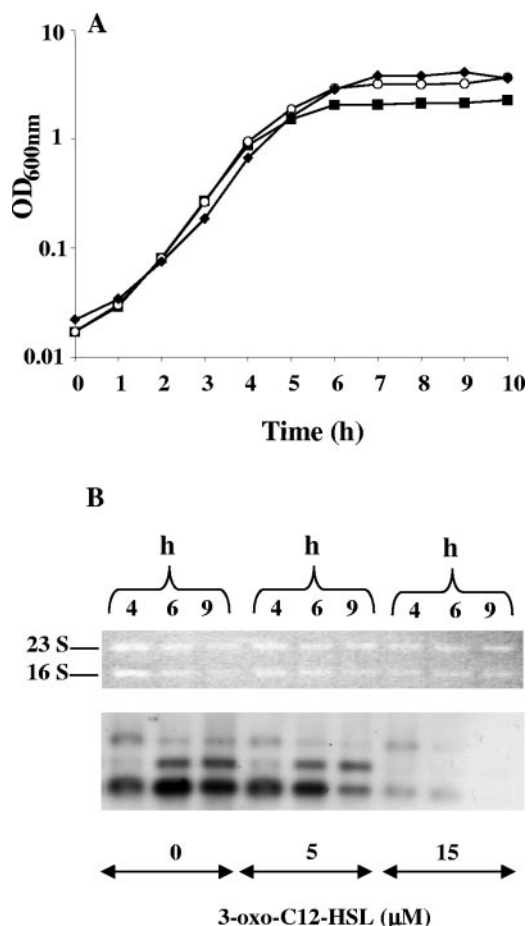 A
OD600nm
10
1
0.1
0.01
0 1 2 3 4 5 6 7 8 9 10
Time (h)
B
h h h
4 6 9 4 6 9 4 6 9
23 S
16 S
0 5 15
3-oxo-C12-HSL (μM)